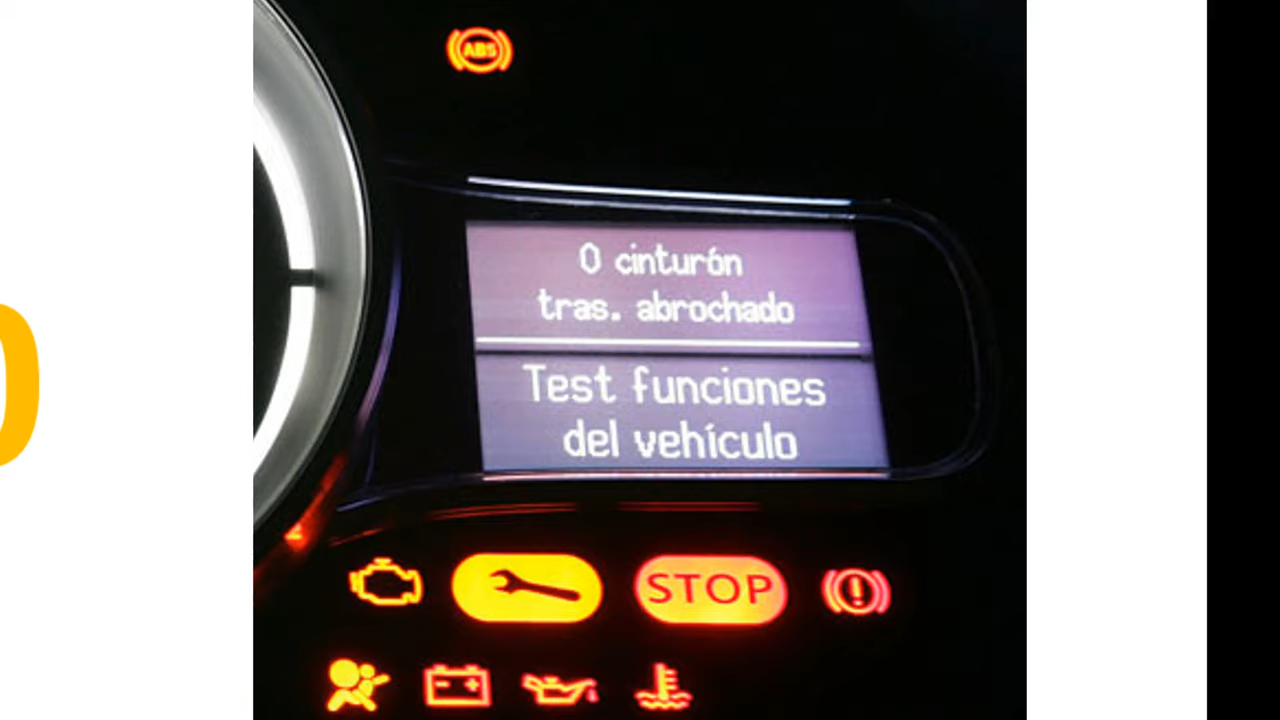 ABS
0 cinturón
tras. abrochado
Test funciones
del vehículo
STOP